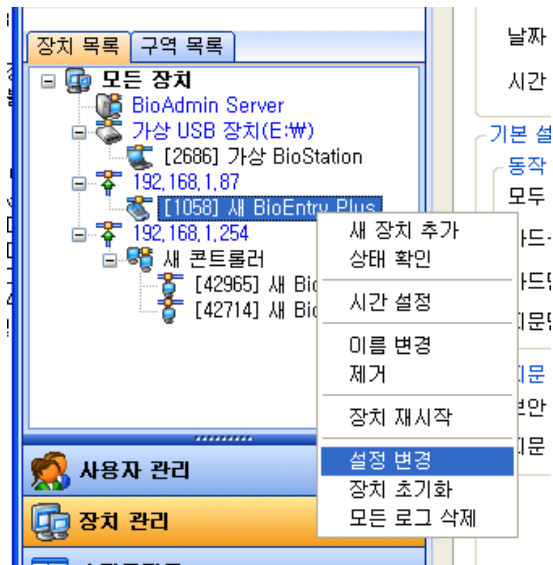 장치 목록
구역 목록
모든 장치
BioAdmin Server
가상 USB 장치(E:₩)
[2686] 가상 BioStation
192,168,1,87
[1058] 새 BioEntry Plus
192,168,1,254
새 콘트롤러
[42965] 새 Bio
[42714] 새 Bio
새 장치 추가
상태 확인
시간 설정
이름 변경
제거
장치 재시작
설정 변경
장치 초기화
모든 로그 삭제
사용자 관리
장치 관리
날짜
시간
기본 설
동작
모두